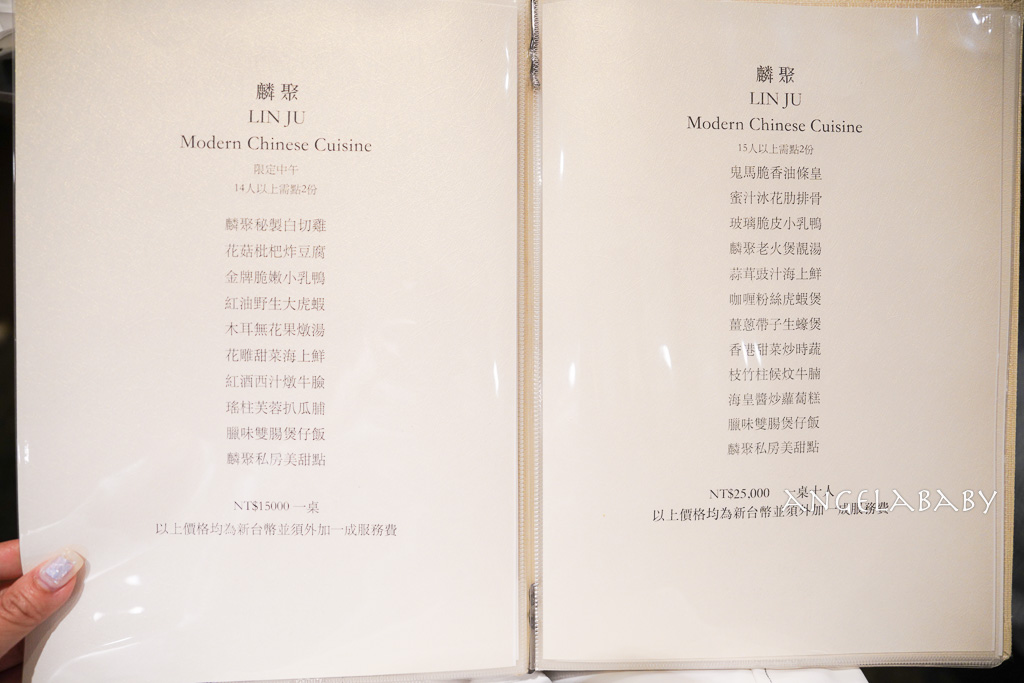 麟聚
LIN JU
Modern Chinese Cuisine
限定中午
14人以上需點2份
麟聚秘製白切雞
花菇枇杷炸豆腐
金牌脆嫩小乳鴨
紅油野生大虎蝦
木耳無花果燉湯
花雕甜菜海上鮮
紅酒西汁燉牛臉
瑤柱芙蓉扒瓜脯
臘味雙腸煲仔飯
麟聚私房美甜點
NT$15000 一桌
以上價格均為新台幣並須外加一成服務費
麟聚
LIN JU
Modern Chinese Cuisine
15人以上需點2份
鬼馬脆香油條皇
蜜汁冰花肋排骨
玻璃脆皮小乳鴨
麟聚老火煲靚湯
蒜茸豉汁海上鮮
咖喱粉絲虎蝦煲
薑蔥帶子生蠔煲
香港甜菜炒時蔬
枝竹柱候炆牛腩
海皇醬炒蘿蔔糕
臘味雙腸煲仔飯
麟聚私房美甜點
NT$25,000 一桌十人
以上價格均為新台幣並須外加一成服務費
ANGELABABY